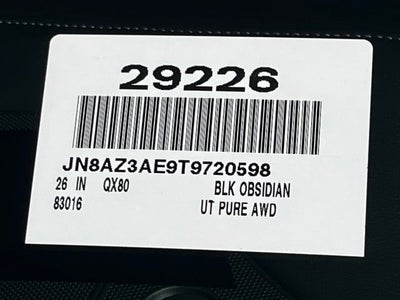 29226
JN8AZ3AE9T9720598
26 IN QX80 BLK OBSIDIAN
83016 UT PURE AWD